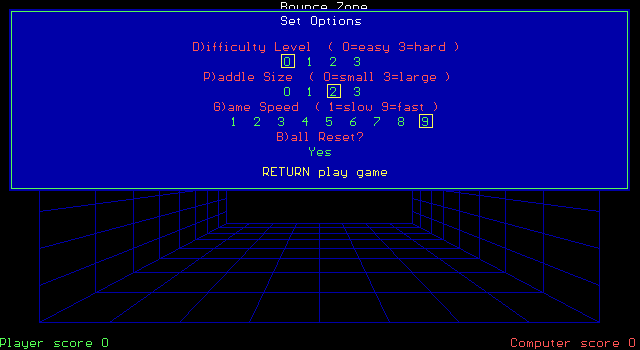 Bounce Zone
Set Options
D)ifficulty Level ( 0=easy 3=hard )
0 1 2 3
P)addle Size ( 0=small 3=large )
0 1 2 3
G)ame Speed ( 1=slow 9=fast )
1 2 3 4 5 6 7 8 9
B)all Reset?
Yes
RETURN play game
Player score 0
Computer score 0